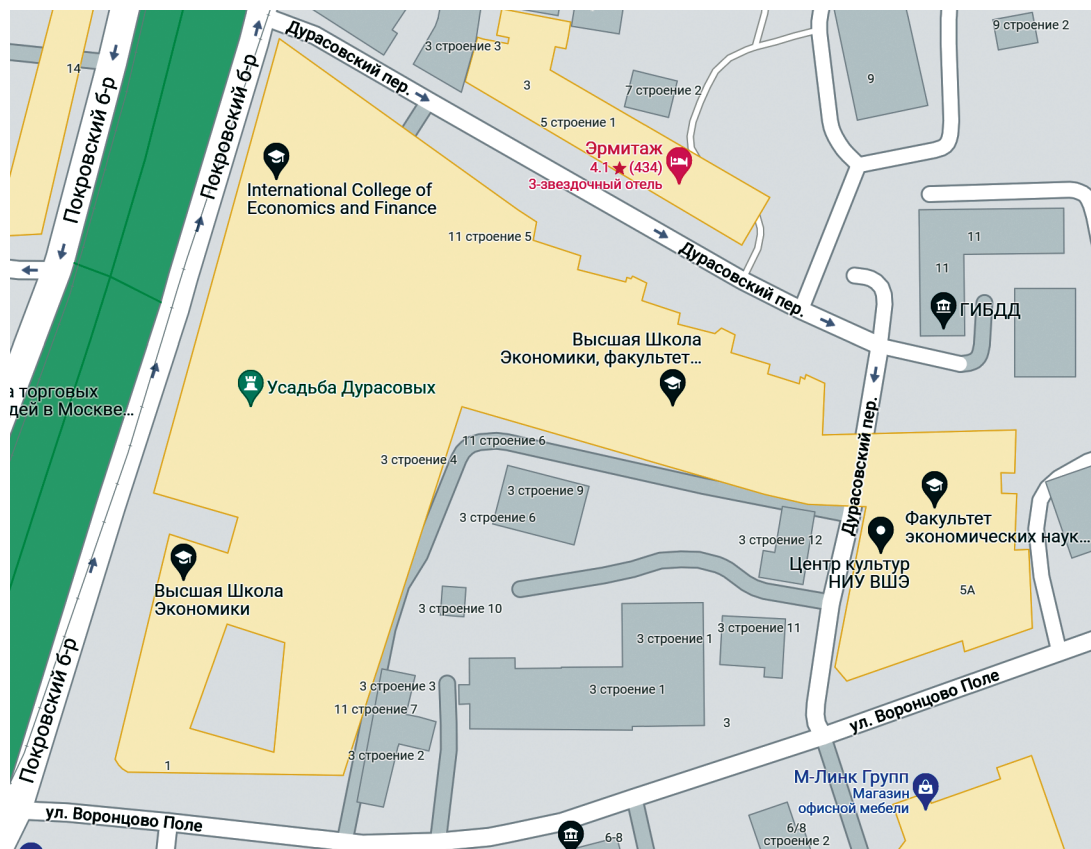 Дурасовский пер.
3 строение 3
9 строение 2
14
3
7 строение 2
9
Покровский б-р
Покровский б-р
5 строение 1
Эрмитаж
4.1★(434)
3-звездочный отель
International College of
Economics and Finance
11 строение 5
Дурасовский пер.
11
11
ГИБДД
Высшая Школа
Экономики, факультет...
Усадьба Дурасовых
а торговых
дей в Москве...
Дурасовский пер.
11 строение 6
3 строение 4
3 строение 9
3 строение 6
3 строение 12
Факультет
экономических наук...
Центр культур
НИУ ВШЭ
5А
Высшая Школа
Экономики
3 строение 10
3 строение 1
3 строение 11
Покровский б-р
3 строение 3
3 строение 1
11 строение 7
3
ул. Воронцово Поле
3 строение 2
1
М-Линк Групп
Магазин
офисной мебели
ул. Воронцово Поле
6-8
6/8
строение 2